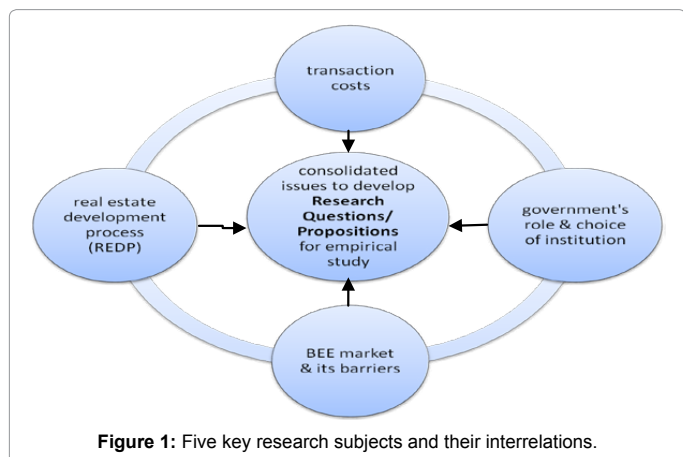 transaction
costs
real estate
development
process
(REDP)
consolidated
issues to develop
Research
Questions/
Propositions
for empirical
study
government's
role & choice
of institution
BEE market
& its barriers
Figure 1: Five key research subjects and their interrelations.